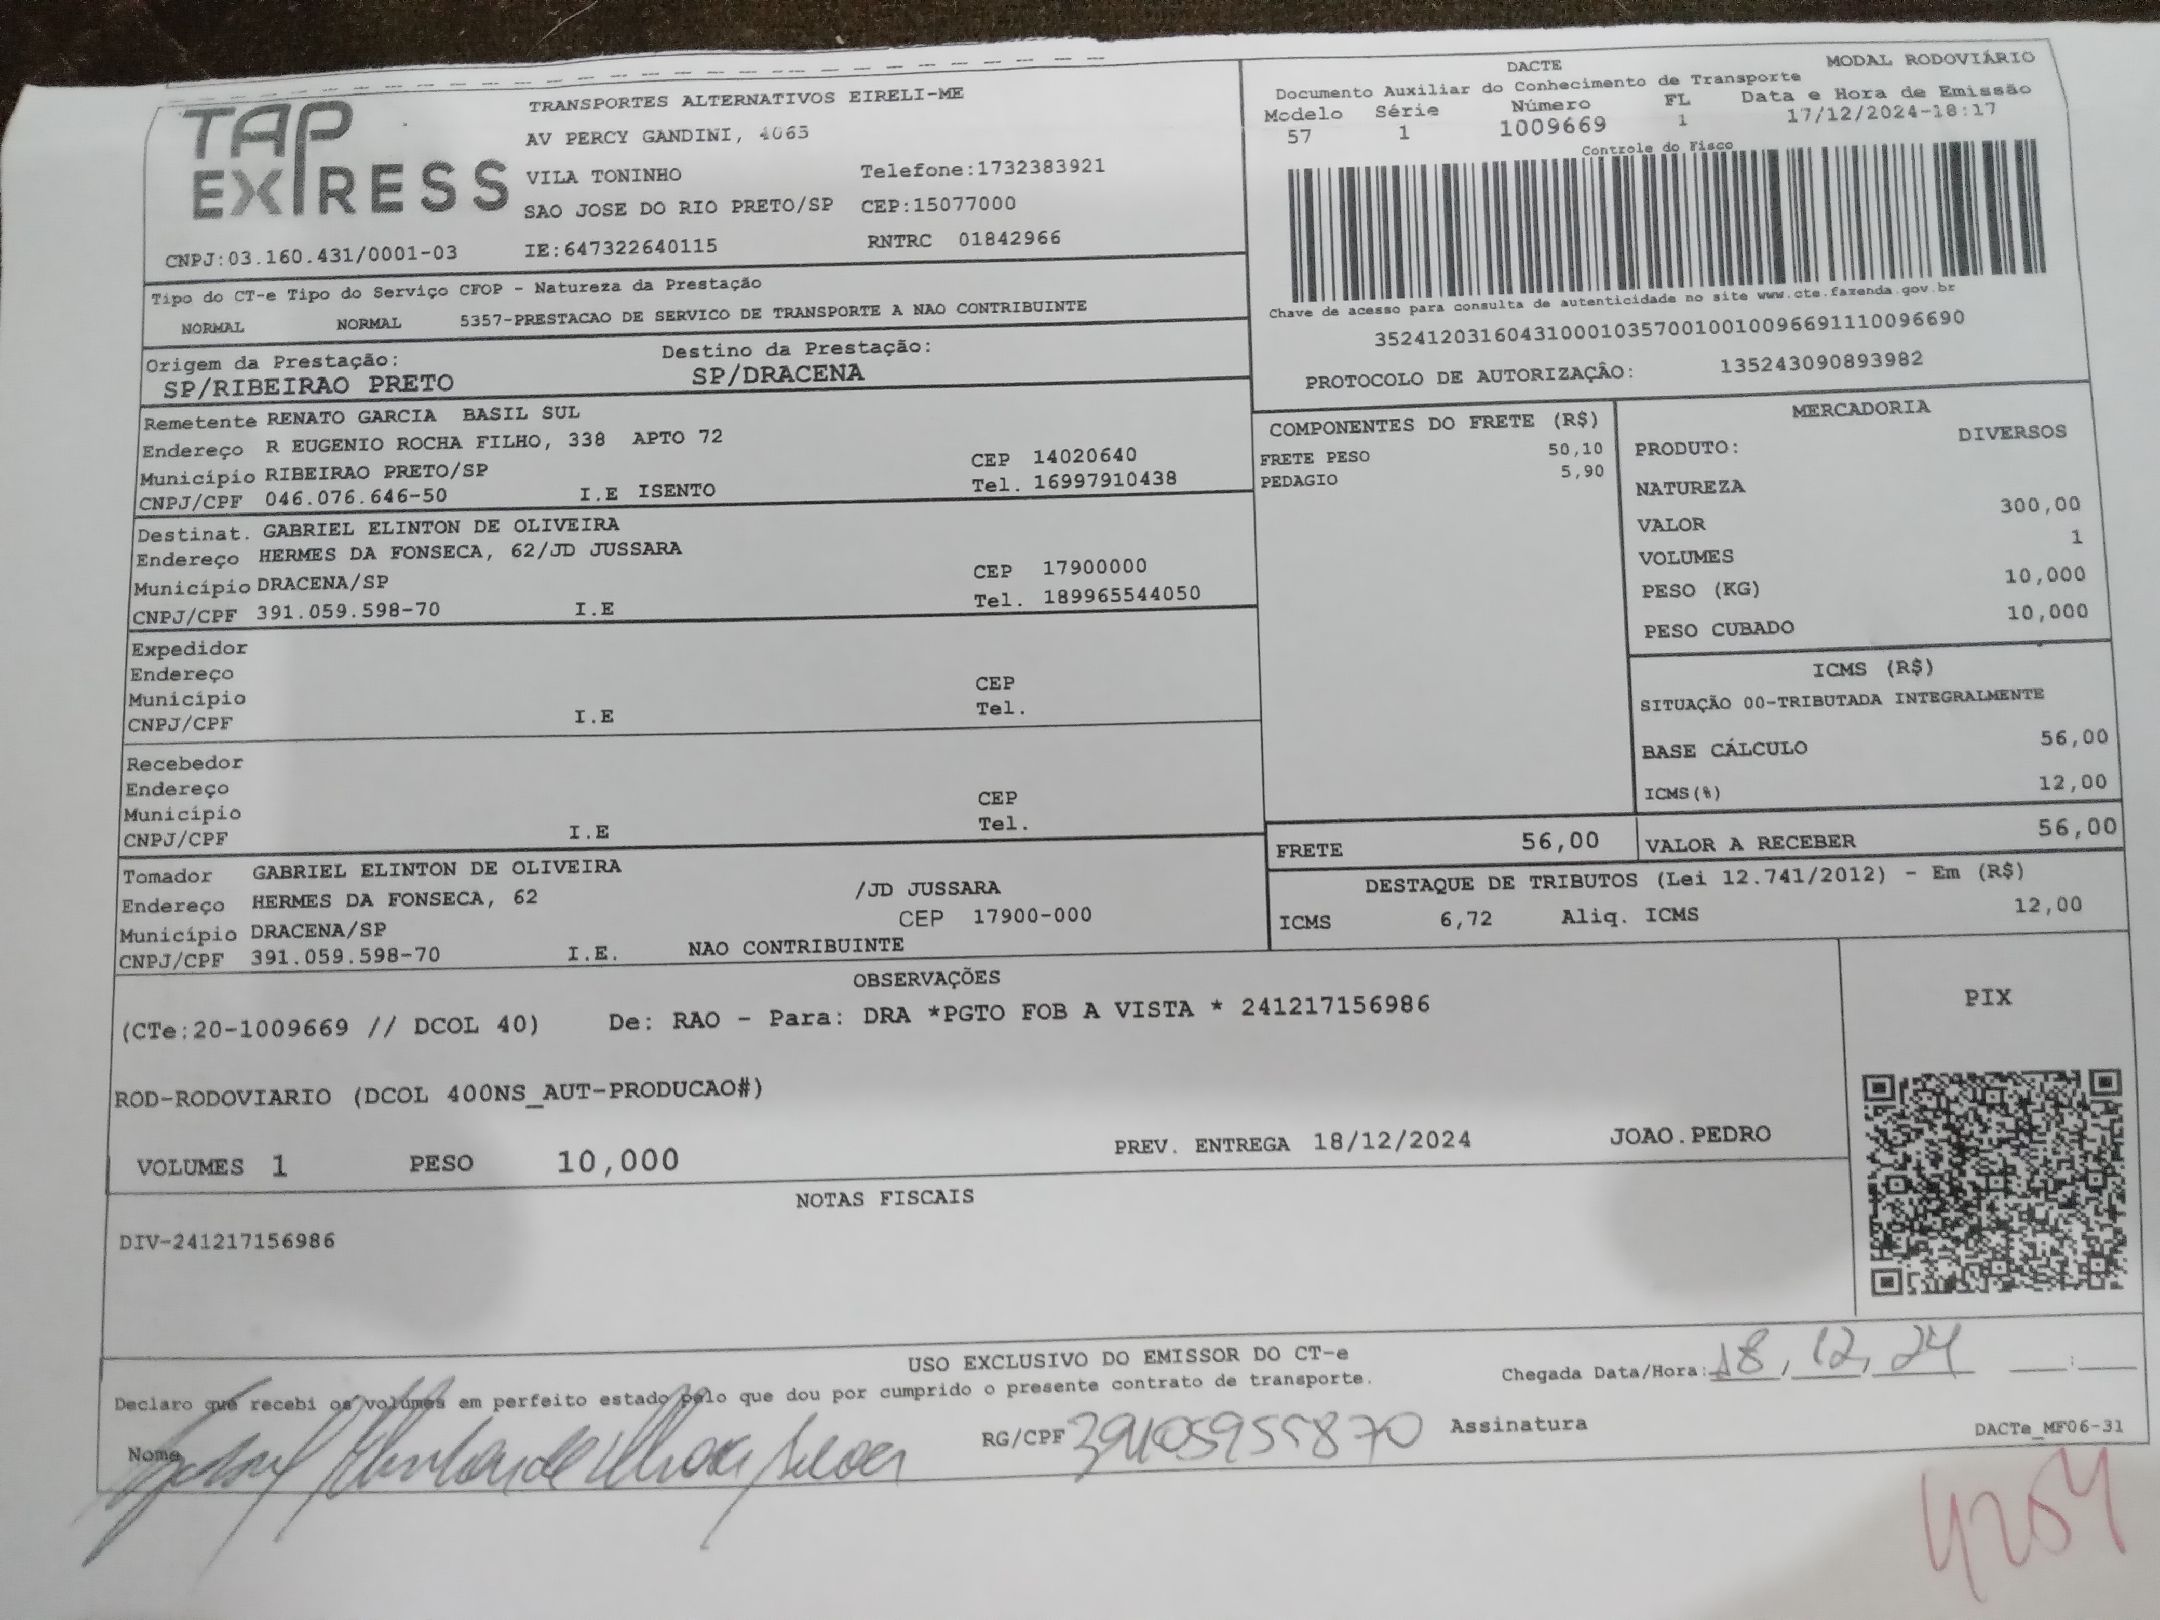 TAP EXPRESS
TRANSPORTES ALTERNATIVOS EIRELI-ME
AV PERCY GANDINI, 4065
VILA TONINHO Telefone:1732383921
SAO JOSE DO RIO PRETO/SP CEP:15077000
CNPJ:03.160.431/0001-03 IE:647322640115 RNTRC 01842966
DACTE MODAL RODOVIÁRIO
Documento Auxiliar do Conhecimento de Transporte
Modelo Série Número FL Data e Hora de Emissão
57 1 1009669 1 17/12/2024-18:17
Controle do Fisco
Chave de acesso para consulta de autenticidade no site www.cte.fazenda.gov.br
35241203160431000103570010010096691110096690
PROTOCOLO DE AUTORIZAÇÃO: 135243090893982
Tipo do CT-e Tipo do Serviço CFOP - Natureza da Prestação
NORMAL NORMAL 5357-PRESTACAO DE SERVICO DE TRANSPORTE A NAO CONTRIBUINTE
Origem da Prestação: Destino da Prestação:
SP/RIBEIRAO PRETO SP/DRACENA
Remetente RENATO GARCIA BASIL SUL
Endereço R EUGENIO ROCHA FILHO, 338 APTO 72
Município RIBEIRAO PRETO/SP CEP 14020640
CNPJ/CPF 046.076.646-50 I.E ISENTO Tel. 16997910438
Destinat. GABRIEL ELINTON DE OLIVEIRA
Endereço HERMES DA FONSECA, 62/JD JUSSARA
Município DRACENA/SP CEP 17900000
CNPJ/CPF 391.059.598-70 I.E Tel. 189965544050
Expedidor
Endereço
Município CEP
CNPJ/CPF I.E Tel.
Recebedor
Endereço
Município CEP
CNPJ/CPF I.E Tel.
Tomador GABRIEL ELINTON DE OLIVEIRA
Endereço HERMES DA FONSECA, 62 /JD JUSSARA
Município DRACENA/SP CEP 17900-000
CNPJ/CPF 391.059.598-70 I.E. NAO CONTRIBUINTE
COMPONENTES DO FRETE (R$)
FRETE PESO 50,10
PEDAGIO 5,90
MERCADORIA
PRODUTO: DIVERSOS
NATUREZA
VALOR 300,00
VOLUMES 1
PESO (KG) 10,000
PESO CUBADO 10,000
ICMS (R$)
SITUAÇÃO 00-TRIBUTADA INTEGRALMENTE
BASE CÁLCULO 56,00
ICMS(%) 12,00
FRETE 56,00 VALOR A RECEBER 56,00
DESTAQUE DE TRIBUTOS (Lei 12.741/2012) - Em (R$)
ICMS 6,72 Aliq. ICMS 12,00
OBSERVAÇÕES
(CTe:20-1009669 // DCOL 40) De: RAO - Para: DRA *PGTO FOB A VISTA * 241217156986
ROD-RODOVIARIO (DCOL 400NS_AUT-PRODUCAO#)
VOLUMES 1 PESO 10,000 PREV. ENTREGA 18/12/2024 JOAO.PEDRO
PIX
NOTAS FISCAIS
DIV-241217156986
USO EXCLUSIVO DO EMISSOR DO CT-e
Declaro que recebi os volumes em perfeito estado pelo que dou por cumprido o presente contrato de transporte. Chegada Data/Hora: 18, 12, 24 __:__
Nome RG/CPF 39105959870 Assinatura
DACTe_MF06-31